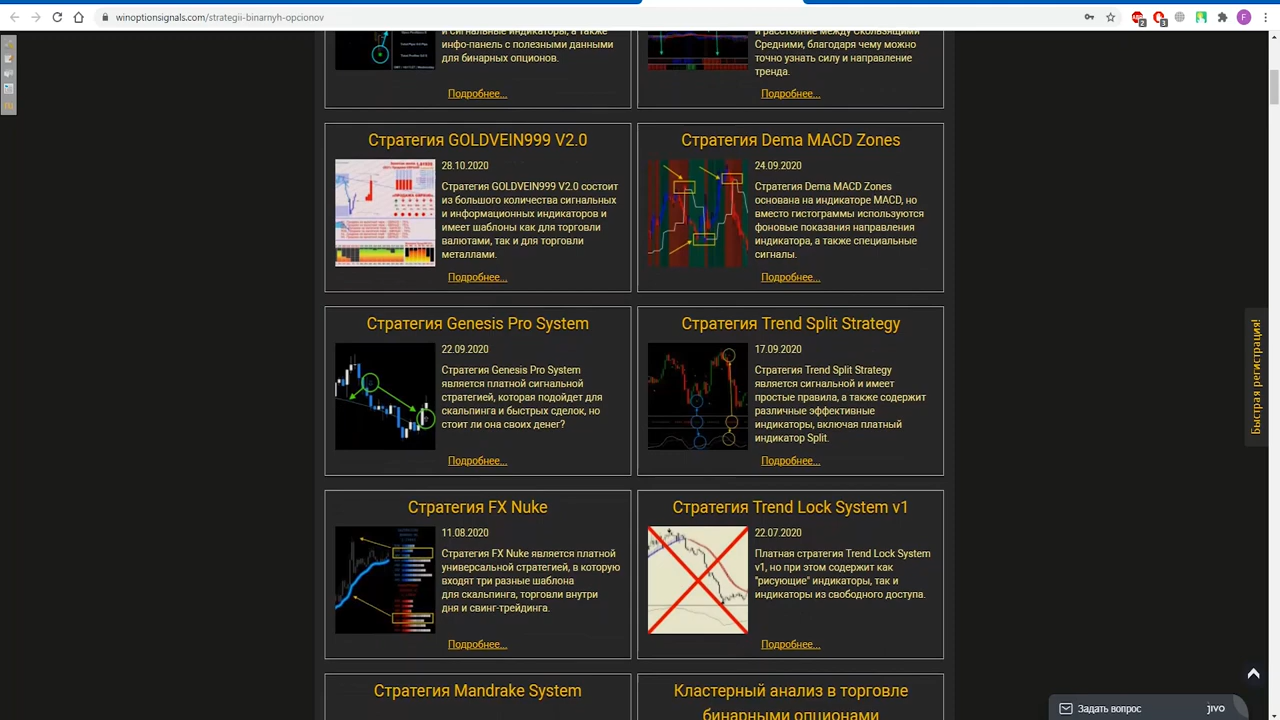 winoptionsignals.com/strategii-binarnyh-opcionov
и сигнальные индикаторы, а также
инфо-панель с полезными данными
для бинарных опционов.
Подробнее...
и расстояние между Скользящими
Средними, благодаря чему можно
точно узнать силу и направление
тренда.
Подробнее...
Стратегия GOLDVEIN999 V2.0
28.10.2020
Стратегия GOLDVEIN999 V2.0 состоит
из большого количества сигнальных
и информационных индикаторов и
имеет шаблоны как для торговли
валютами, так и для торговли
металлами.
Подробнее...
Стратегия Dema MACD Zones
24.09.2020
Стратегия Dema MACD Zones
основана на индикаторе MACD, но
вместо гистограммы используются
фоновые показания направления
индикатора, а также специальные
сигналы.
Подробнее...
Стратегия Genesis Pro System
22.09.2020
Стратегия Genesis Pro System
является платной сигнальной
стратегией, которая подойдет для
скальпинга и быстрых сделок, но
стоит ли она своих денег?
Подробнее...
Стратегия Trend Split Strategy
17.09.2020
Стратегия Trend Split Strategy
является сигнальной и имеет
простые правила, а также содержит
различные эффективные
индикаторы, включая платный
индикатор Split.
Подробнее...
Стратегия FX Nuke
11.08.2020
Стратегия FX Nuke является платной
универсальной стратегией, в которую
входят три разные шаблона
для скальпинга, торговли внутри
дня и свинг-трейдинга.
Подробнее...
Стратегия Trend Lock System v1
22.07.2020
Платная стратегия Trend Lock System
v1, но при этом содержит как
"рисующие" индикаторы, так и
индикаторы из свободного доступа.
Подробнее...
Стратегия Mandrake System
Кластерный анализ в торговле
бинарными опционами
Быстрая регистрация!
Задать вопрос
jivo
F
2
3